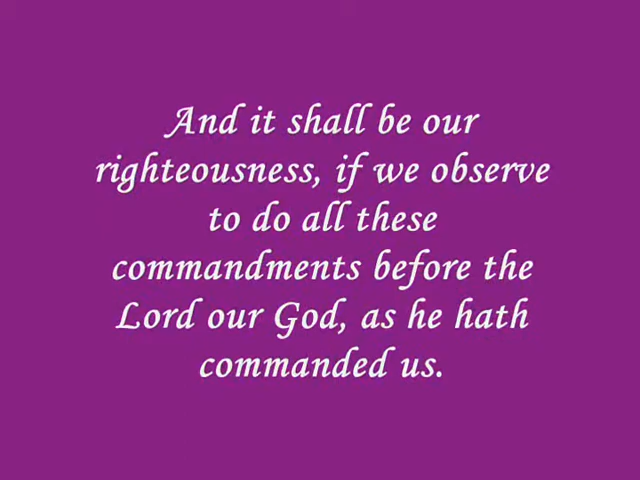 And it shall be our
righteousness, if we observe
to do all these
commandments before the
Lord our God, as he hath
commanded us.